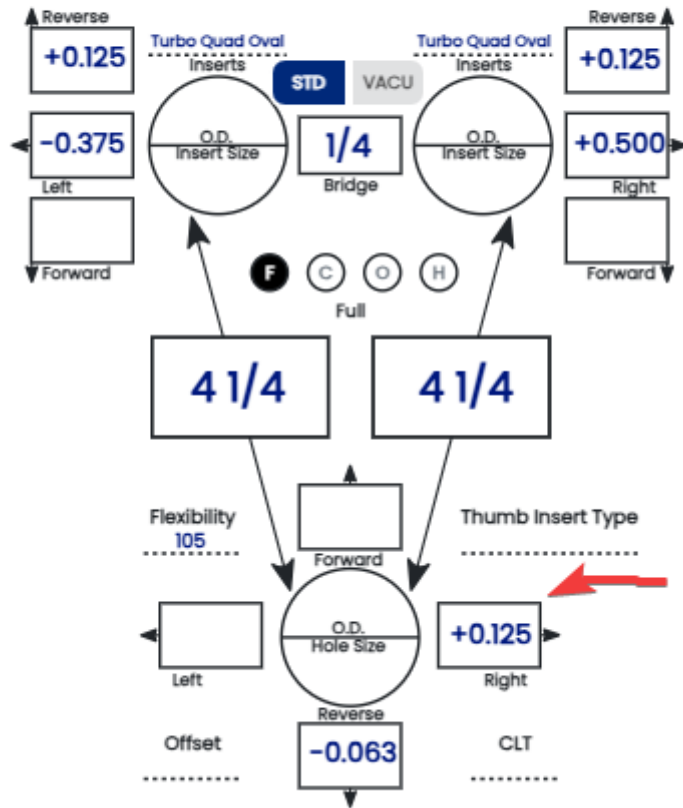 Reverse
Reverse
+0.125
Turbo Quad Oval
Turbo Quad Oval
+0.125
Inserts
Inserts
STD
VACU
-0.375
O.D.
Insert Size
1/4
O.D.
Insert Size
+0.500
Left
Bridge
Right
Forward
Forward
F
C
O
H
Full
4 1/4
4 1/4
Flexibility
105
Thumb Insert Type
Forward
O.D.
Hole Size
+0.125
Left
Right
Reverse
Offset
-0.063
CLT